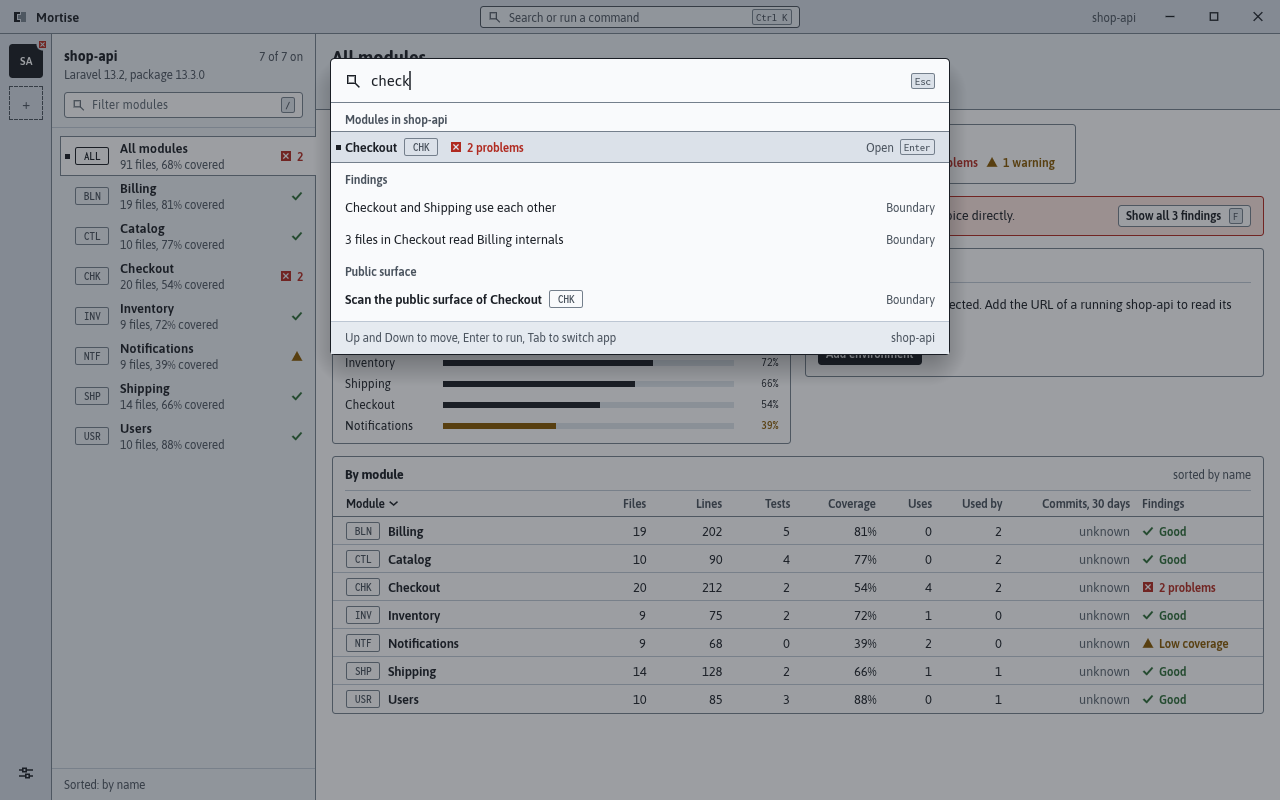 Mortise
Search or run a command
Ctrl K
shop-api
SA
+
shop-api
7 of 7 on
Laravel 13.2, package 13.3.0
Filter modules
/
ALL
All modules
91 files, 68% covered
2
BLN
Billing
19 files, 81% covered
CTL
Catalog
10 files, 77% covered
CHK
Checkout
20 files, 54% covered
2
INV
Inventory
9 files, 72% covered
NTF
Notifications
9 files, 39% covered
SHP
Shipping
14 files, 66% covered
USR
Users
10 files, 88% covered
Sorted: by name
All modules
check
Esc
Modules in shop-api
Checkout CHK 2 problems
Open Enter
Findings
Checkout and Shipping use each other
Boundary
3 files in Checkout read Billing internals
Boundary
Public surface
Scan the public surface of Checkout CHK
Boundary
Up and Down to move, Enter to run, Tab to switch app
shop-api
1 warning
directly.
Show all 3 findings F
Add the URL of a running shop-api to read its
Add environment
Inventory 72%
Shipping 66%
Checkout 54%
Notifications 39%
By module
sorted by name
Module Files Lines Tests Coverage Uses Used by Commits, 30 days Findings
BLN Billing 19 202 5 81% 0 2 unknown Good
CTL Catalog 10 90 4 77% 0 2 unknown Good
CHK Checkout 20 212 2 54% 4 2 unknown 2 problems
INV Inventory 9 75 2 72% 1 0 unknown Good
NTF Notifications 9 68 0 39% 2 0 unknown Low coverage
SHP Shipping 14 128 2 66% 1 1 unknown Good
USR Users 10 85 3 88% 0 1 unknown Good